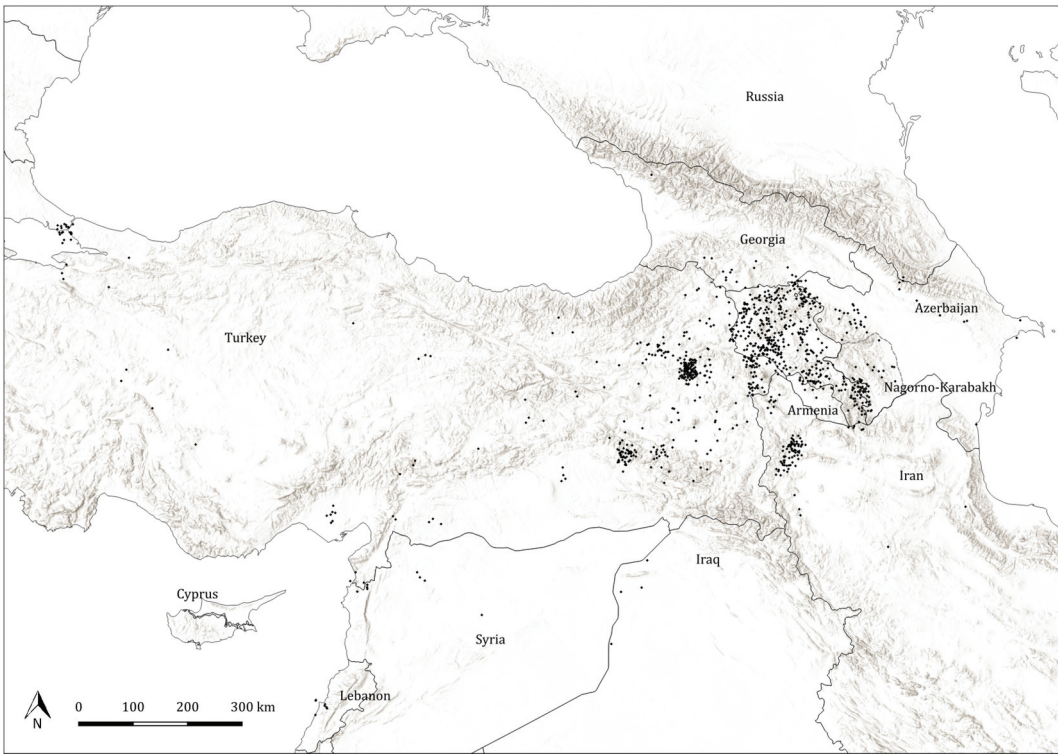 Russia
Georgia
Azerbaijan
Turkey
Nagorno-Karabakh
Armenia
Iran
Iraq
Cyprus
Syria
Lebanon
N
0 100 200 300 km